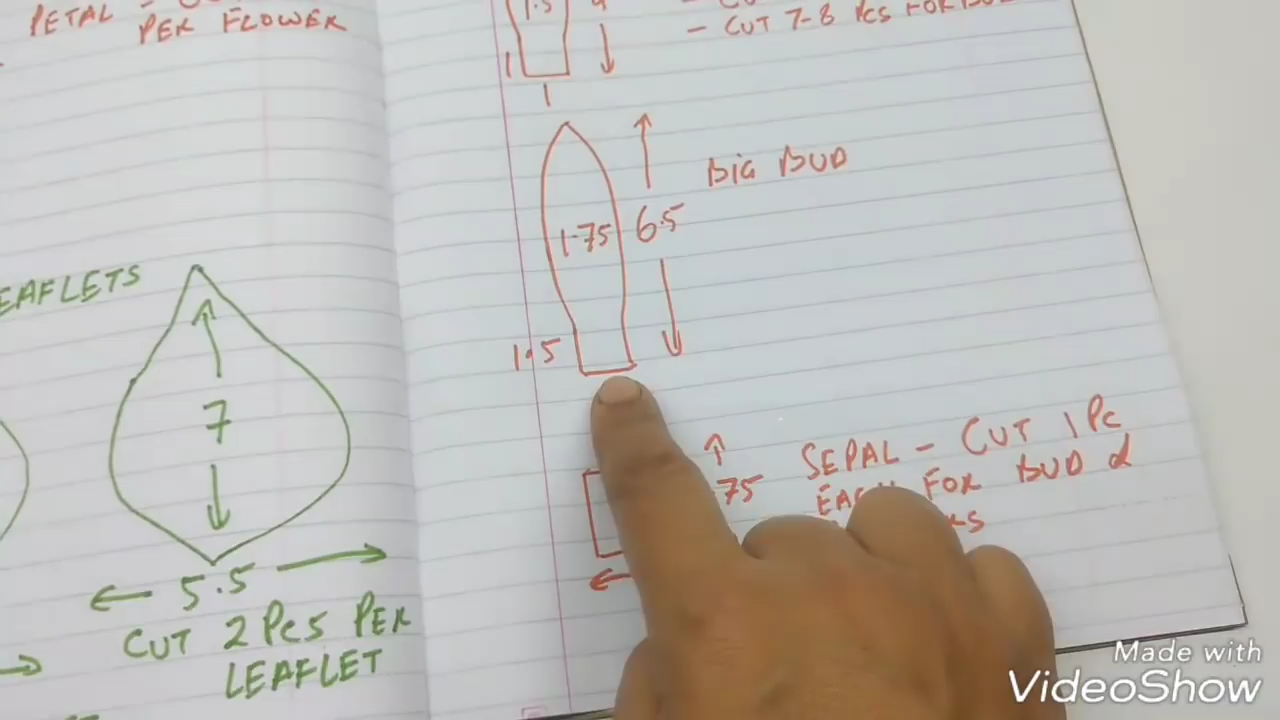 PETAL -
PER FLOWER
LEAFLETS
7
5.5
CUT 2 PCS PER
LEAFLET
1.5
- CUT 7-8 PCS FOR
1
1
BIG BUD
1.75
6.5
1.5
.75
SEPAL - CUT 1 PC
FOR BUD &
Made with
VideoShow